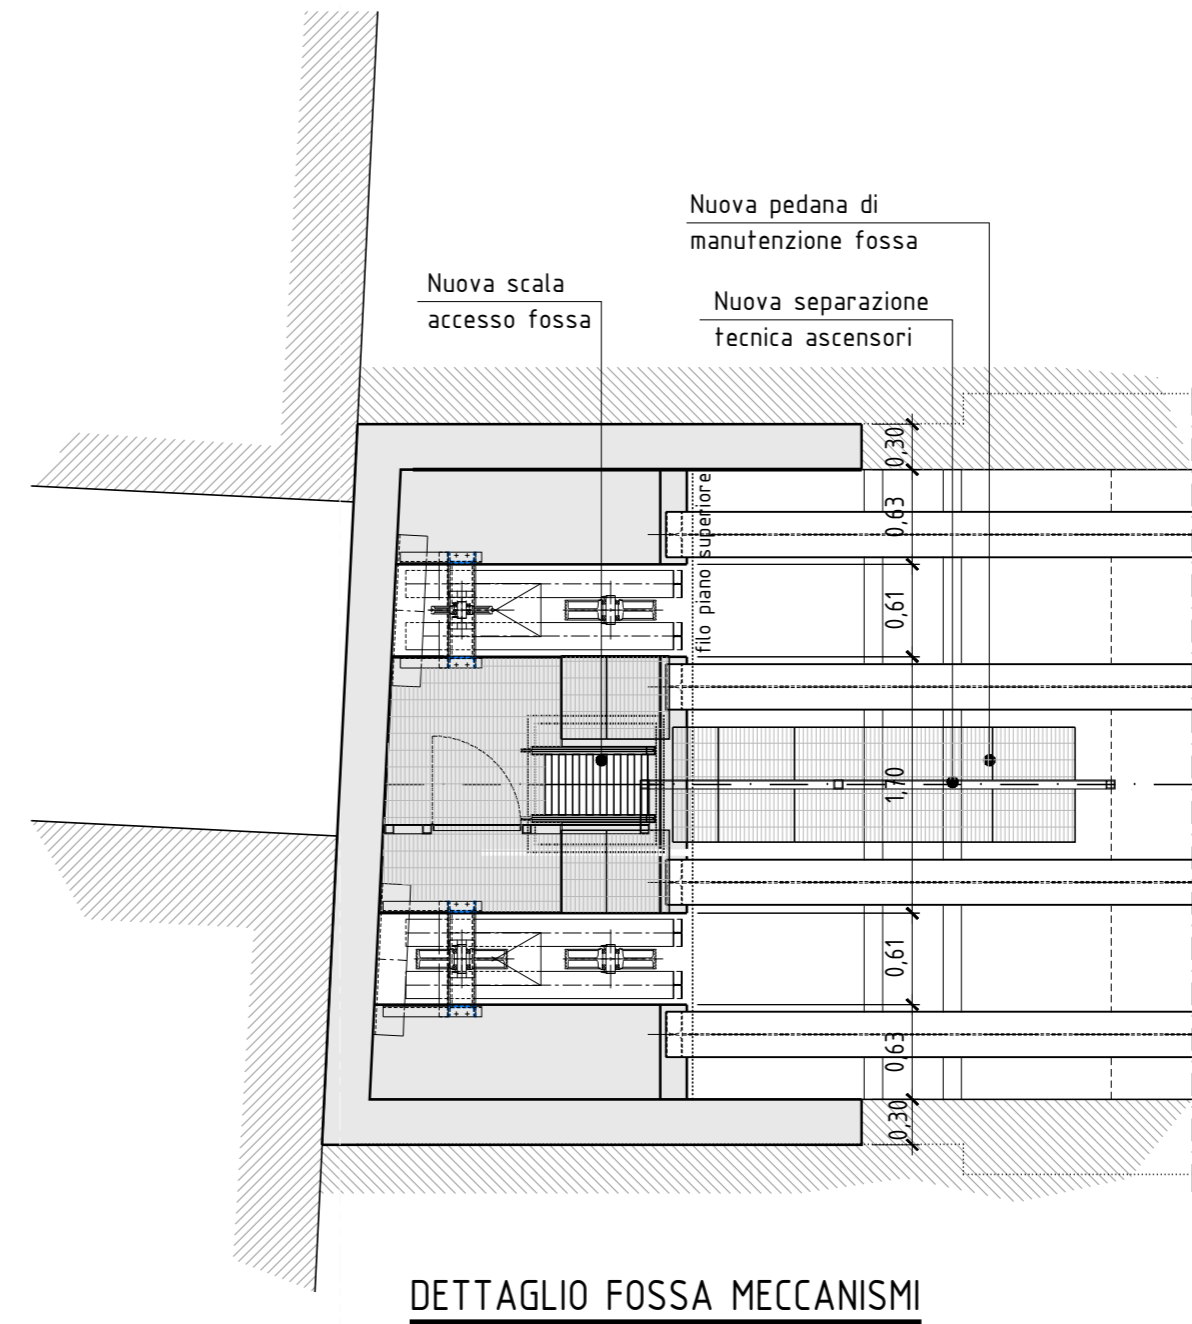 Nuova pedana di
manutenzione fossa
Nuova scala
accesso fossa
Nuova separazione
tecnica ascensori
filo piano superiore
0,30
0,63
0,61
1,70
0,61
0,63
0,30
DETTAGLIO FOSSA MECCANISMI